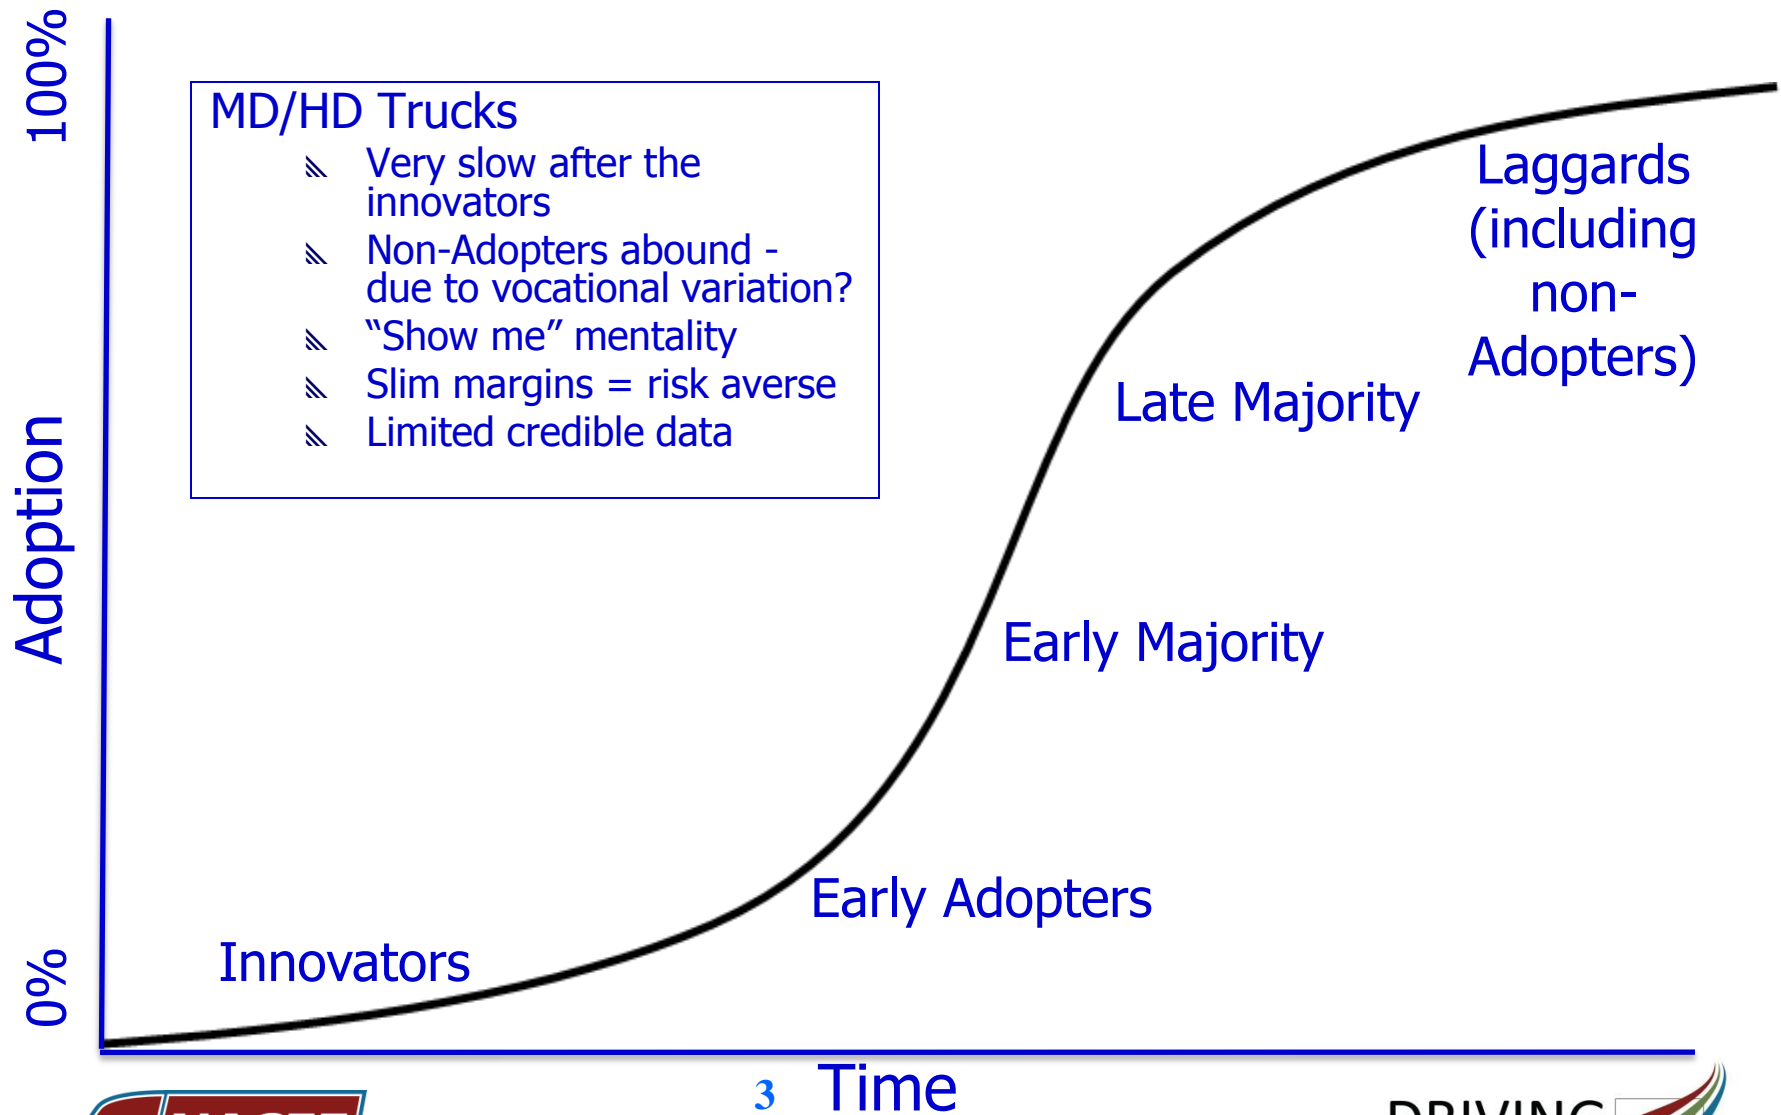 100%
MD/HD Trucks
Very slow after the
innovators
Non-Adopters abound -
due to vocational variation?
“Show me” mentality
Slim margins = risk averse
Limited credible data
Laggards
(including
non-
Adopters)
Late Majority
Adoption
Early Majority
Early Adopters
Innovators
0%
3
Time
DRIVING